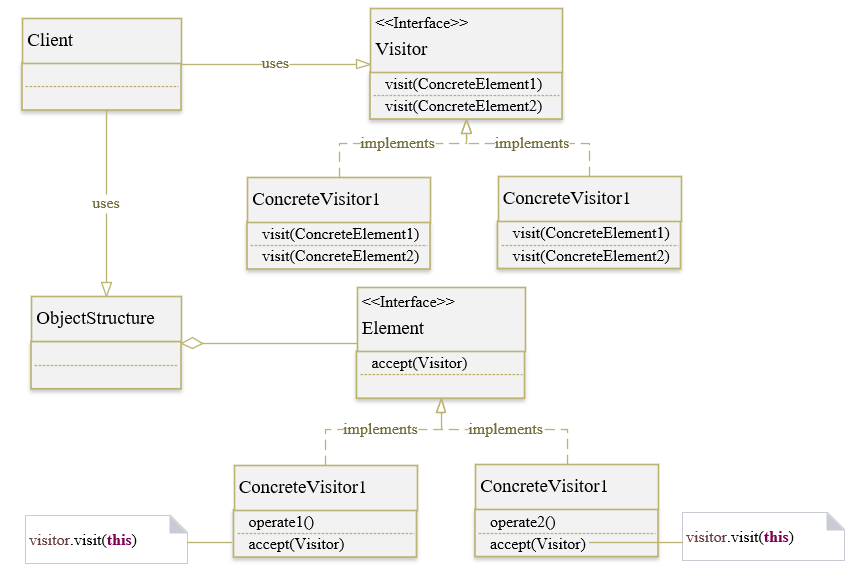 Client
uses
<<Interface>>
Visitor
visit(ConcreteElement1)
visit(ConcreteElement2)
implements
implements
ConcreteVisitor1
visit(ConcreteElement1)
visit(ConcreteElement2)
ConcreteVisitor1
visit(ConcreteElement1)
visit(ConcreteElement2)
uses
ObjectStructure
<<Interface>>
Element
accept(Visitor)
implements
implements
ConcreteVisitor1
operate1()
accept(Visitor)
ConcreteVisitor1
operate2()
accept(Visitor)
visitor.visit(this)
visitor.visit(this)